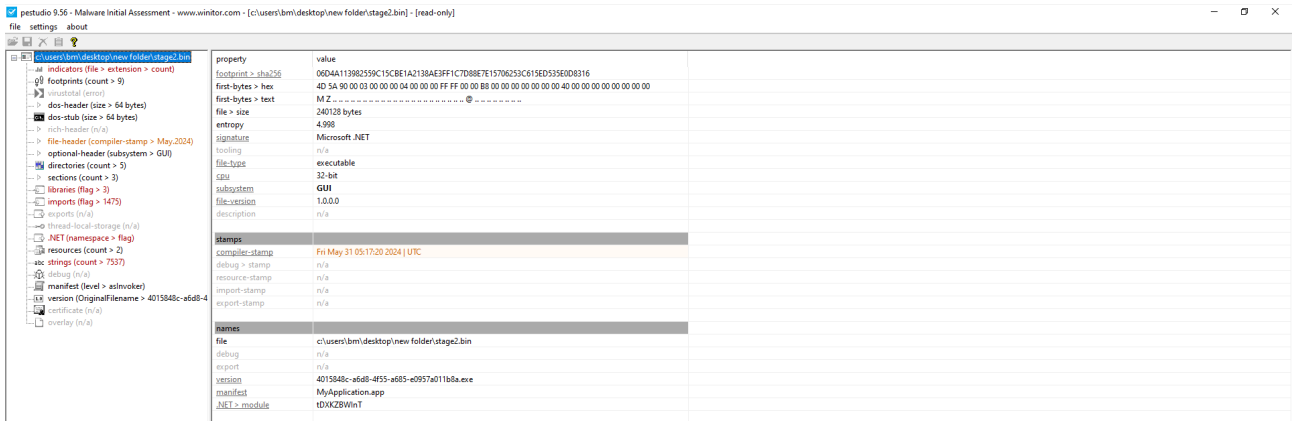 pestudio 9.56 - Malware Initial Assessment - www.winitor.com - [c:\users\bm\desktop\new folder\stage2.bin] - [read-only]
file settings about
c:\users\bm\desktop\new folder\stage2.bin
indicators (file > extension > count)
footprints (count > 9)
virustotal (error)
dos-header (size > 64 bytes)
dos-stub (size > 64 bytes)
rich-header (n/a)
file-header (compiler-stamp > May.2024)
optional-header (subsystem > GUI)
directories (count > 5)
sections (count > 3)
libraries (flag > 3)
imports (flag > 1475)
exports (n/a)
thread-local-storage (n/a)
.NET (namespace > flag)
resources (count > 2)
abc strings (count > 7537)
debug (n/a)
manifest (level > asInvoker)
version (OriginalFilename > 4015848c-a6d8-4
certificate (n/a)
overlay (n/a)
property value
footprint > sha256 06D4A113982559C15CBE1A2138AE3FF1C7D88E7E15706253C615ED535E0D8316
first-bytes > hex 4D 5A 90 00 03 00 00 00 04 00 00 00 FF FF 00 00 B8 00 00 00 00 00 00 00 40 00 00 00 00 00 00 00 00 00
first-bytes > text M Z .. .. .. .. .. .. .. .. .. .. .. .. .. .. .. .. .. .. .. .. @ .. .. .. .. .. .. .. ..
file > size 240128 bytes
entropy 4.998
signature Microsoft .NET
tooling n/a
file-type executable
cpu 32-bit
subsystem GUI
file-version 1.0.0.0
description n/a
stamps
compiler-stamp Fri May 31 05:17:20 2024 | UTC
debug > stamp n/a
resource-stamp n/a
import-stamp n/a
export-stamp n/a
names
file c:\users\bm\desktop\new folder\stage2.bin
debug n/a
export n/a
version 4015848c-a6d8-4f55-a685-e0957a011b8a.exe
manifest MyApplication.app
.NET > module tDXKZBWlnT